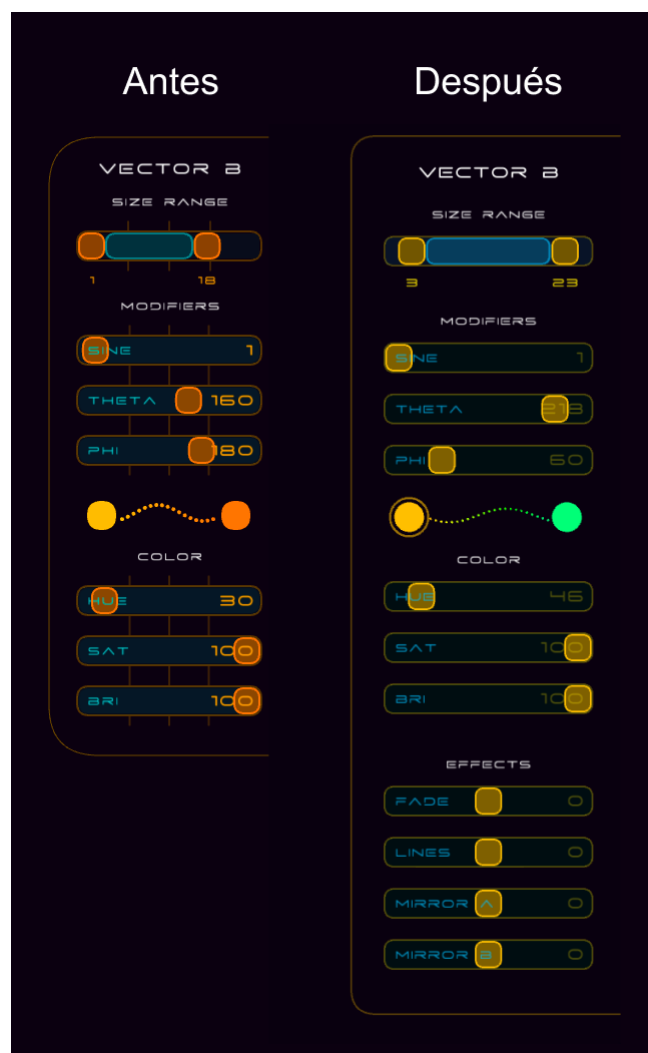 Antes
VECTOR B
SIZE RANGE
1 18
MODIFIERS
SINE 1
THETA 160
PHI 180
COLOR
HUE 30
SAT 100
BRI 100
Después
VECTOR B
SIZE RANGE
3 23
MODIFIERS
SINE 1
THETA 218
PHI 60
COLOR
HUE 46
SAT 100
BRI 100
EFFECTS
FADE 0
LINES 0
MIRROR A 0
MIRROR B 0